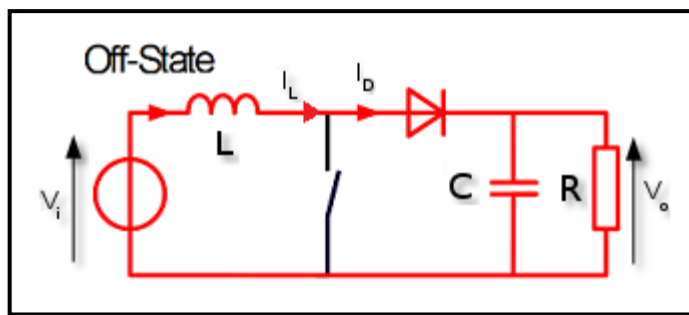 Off-State
I_L
I_D
L
V_i
C
R
V_o